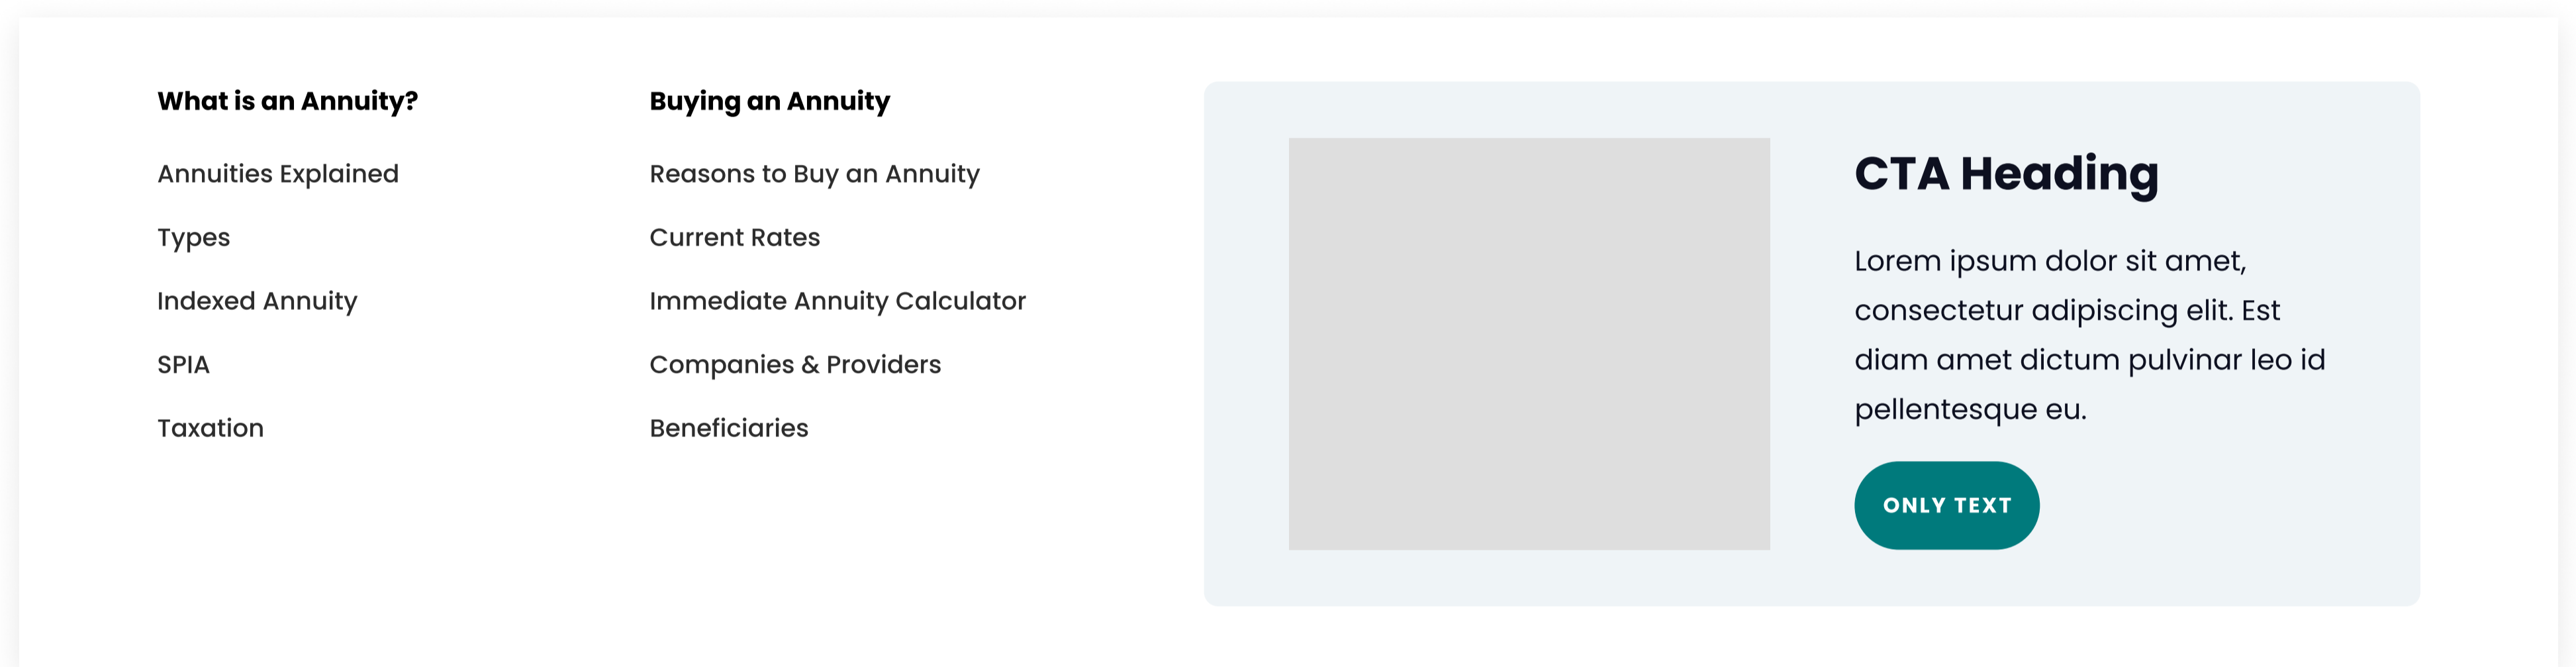 What is an Annuity?
Annuities Explained
Types
Indexed Annuity
SPIA
Taxation
Buying an Annuity
Reasons to Buy an Annuity
Current Rates
Immediate Annuity Calculator
Companies & Providers
Beneficiaries
CTA Heading
Lorem ipsum dolor sit amet,
consectetur adipiscing elit. Est
diam amet dictum pulvinar leo id
pellentesque eu.
ONLY TEXT